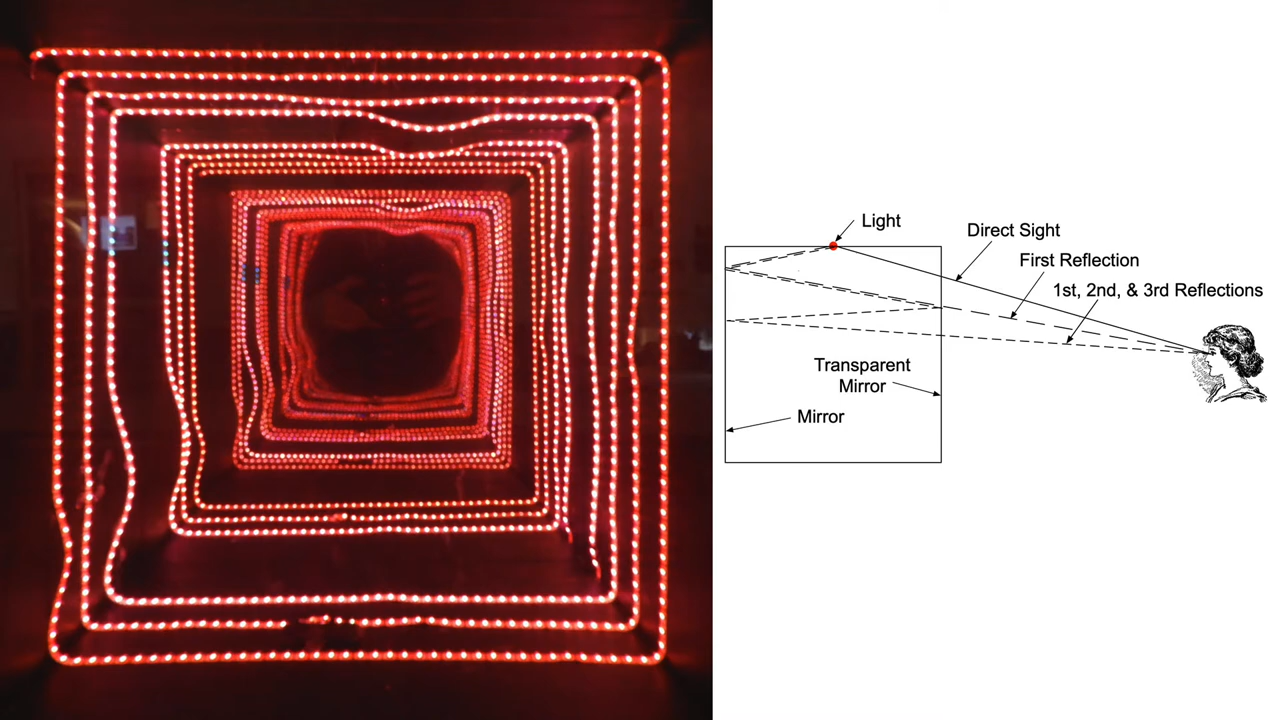 Light
Direct Sight
First Reflection
1st, 2nd, & 3rd Reflections
Transparent
Mirror
Mirror